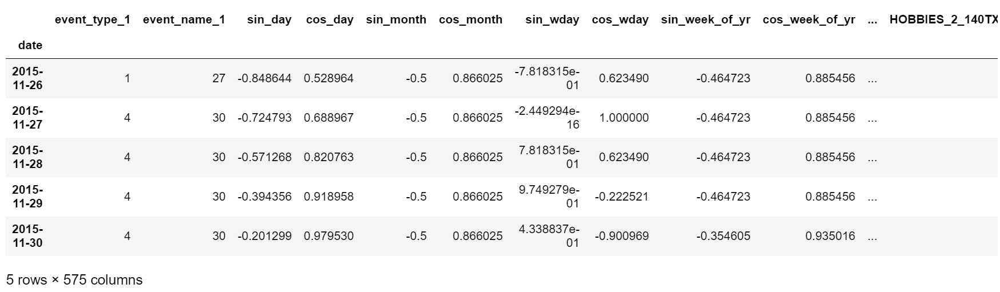 event_type_1 event_name_1 sin_day cos_day sin_month cos_month sin_wday cos_wday sin_week_of_yr cos_week_of_yr ... HOBBIES_2_140TX
date
2015-11-26 1 27 -0.848644 0.528964 -0.5 0.866025 -7.818315e-01 0.623490 -0.464723 0.885456 ...
2015-11-27 4 30 -0.724793 0.688967 -0.5 0.866025 -2.449294e-16 1.000000 -0.464723 0.885456 ...
2015-11-28 4 30 -0.571268 0.820763 -0.5 0.866025 7.818315e-01 0.623490 -0.464723 0.885456 ...
2015-11-29 4 30 -0.394356 0.918958 -0.5 0.866025 9.749279e-01 -0.222521 -0.464723 0.885456 ...
2015-11-30 4 30 -0.201299 0.979530 -0.5 0.866025 4.338837e-01 -0.900969 -0.354605 0.935016 ...
5 rows × 575 columns